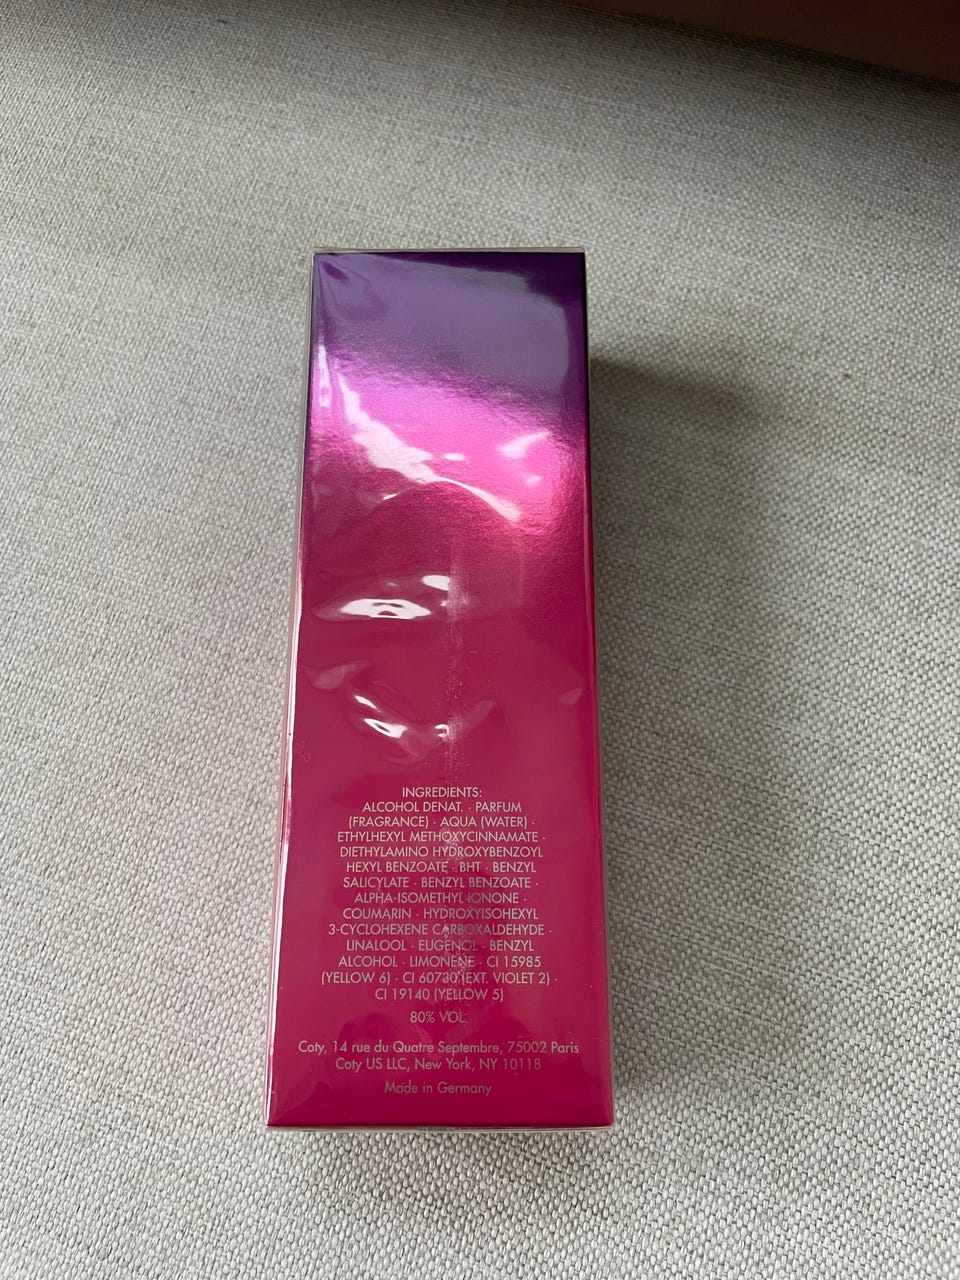 INGREDIENTS:
ALCOHOL DENAT. · PARFUM
(FRAGRANCE) · AQUA (WATER) ·
ETHYLHEXYL METHOXYCINNAMATE ·
DIETHYLAMINO HYDROXYBENZOYL
HEXYL BENZOATE · BHT · BENZYL
SALICYLATE · BENZYL BENZOATE ·
ALPHA-ISOMETHYL IONONE ·
COUMARIN · HYDROXYISOHEXYL
3-CYCLOHEXENE CARBOXALDEHYDE ·
LINALOOL · EUGENOL · BENZYL
ALCOHOL · LIMONENE · CI 15985
(YELLOW 6) · CI 60730 (EXT. VIOLET 2) ·
CI 19140 (YELLOW 5)
80% VOL.
Coty, 14 rue du Quatre Septembre, 75002 Paris
Coty US LLC, New York, NY 10118
Made in Germany